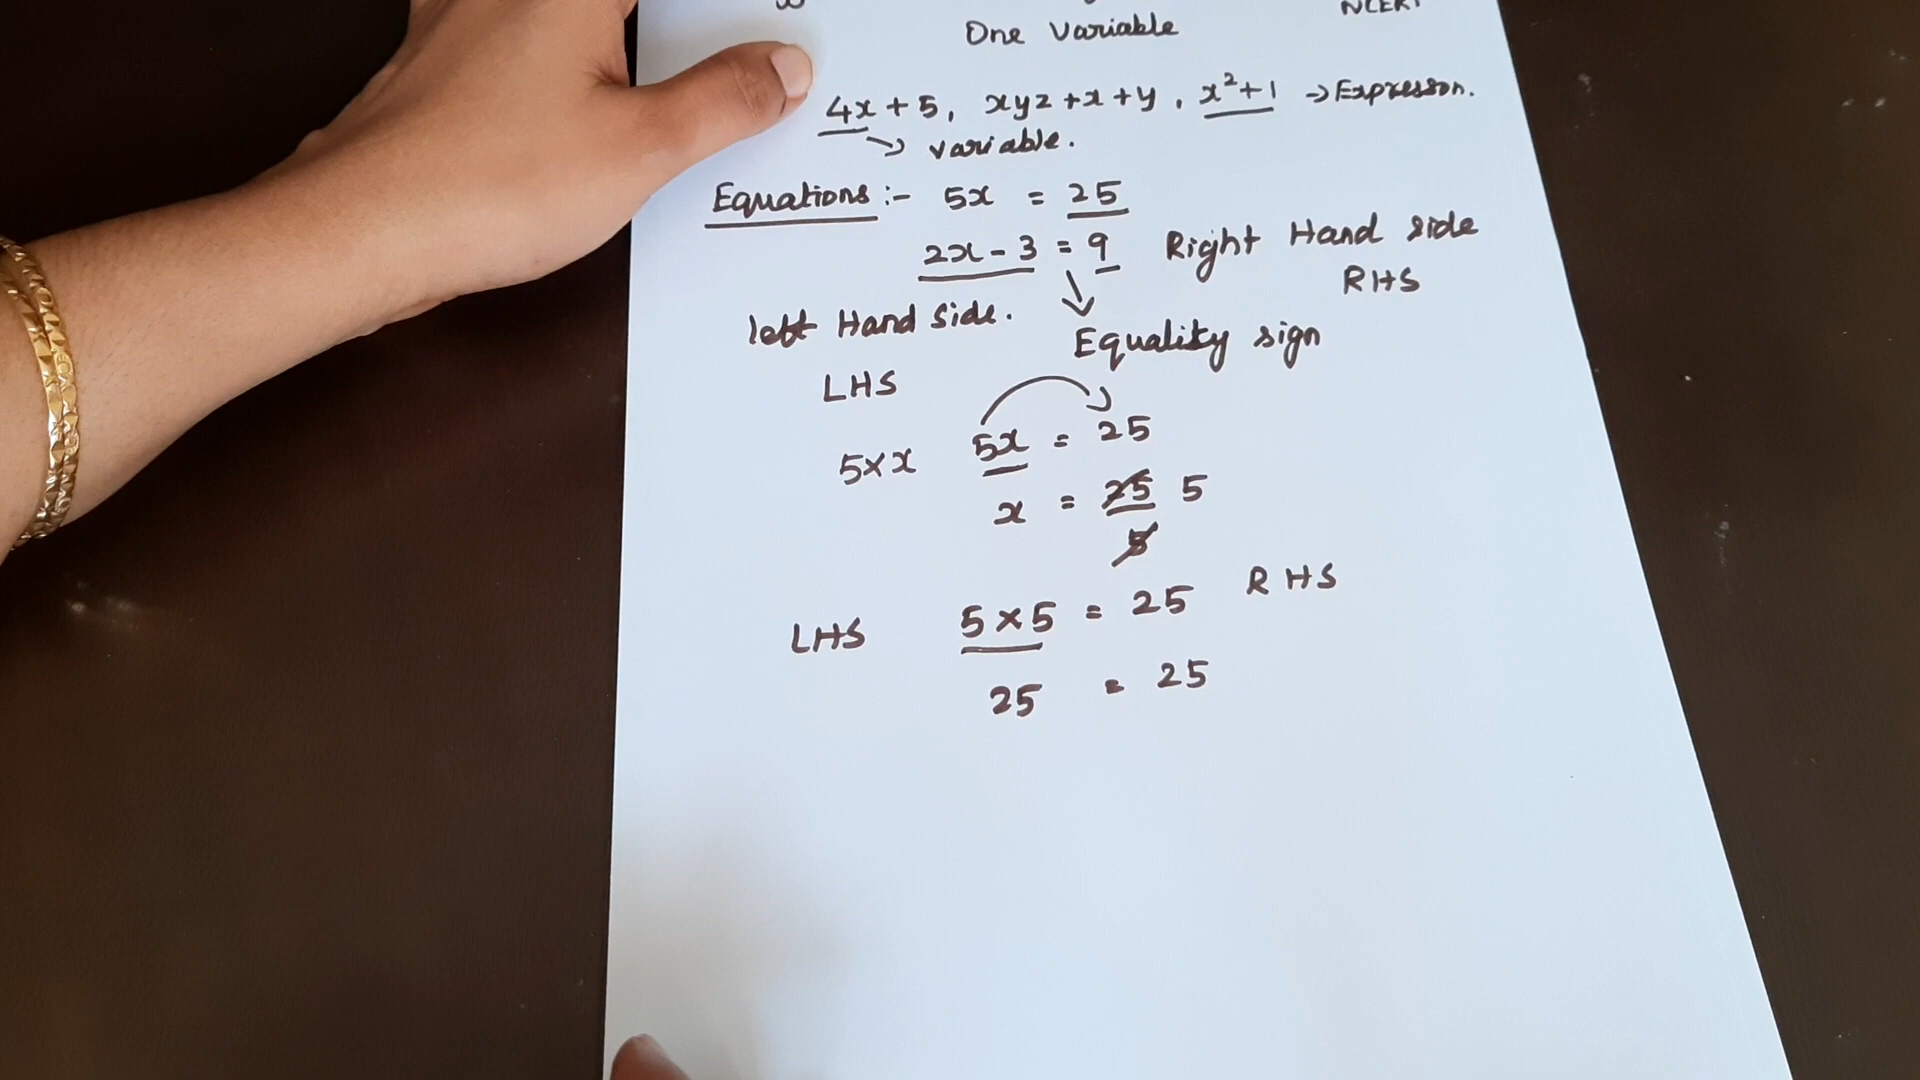 NCERT
One Variable
4x + 5, xyz + x + y, x² + 1 → Expresson.
→ variable.
Equations :- 5x = 25
2x - 3 = 9 Right Hand side
RHS
left Hand Side. Equality sign
LHS
5×x 5x = 25
x = 25/5 5
LHS 5 × 5 = 25 RHS
25 = 25